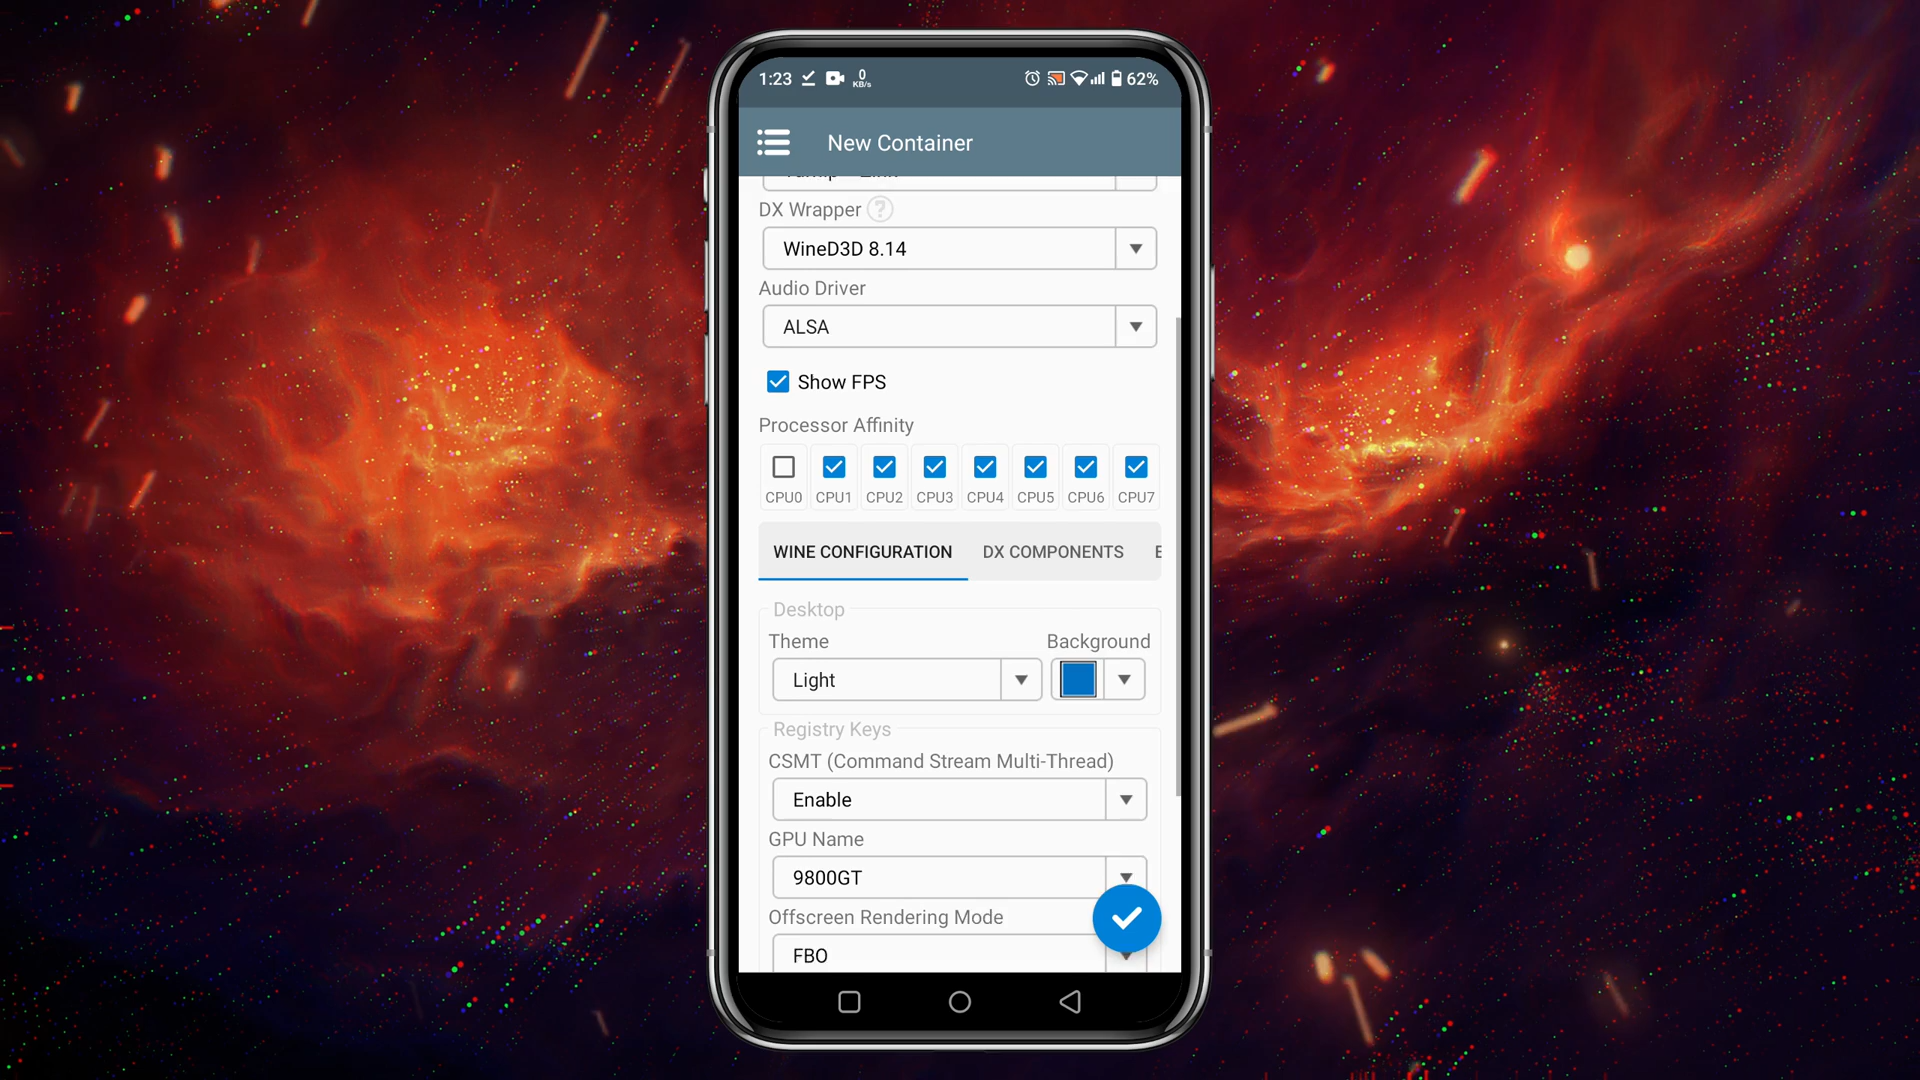 1:23 0 KB/s 62%
New Container
DX Wrapper ?
WineD3D 8.14
Audio Driver
ALSA
Show FPS
Processor Affinity
CPU0 CPU1 CPU2 CPU3 CPU4 CPU5 CPU6 CPU7
WINE CONFIGURATION DX COMPONENTS E
Desktop
Theme Background
Light
Registry Keys
CSMT (Command Stream Multi-Thread)
Enable
GPU Name
9800GT
Offscreen Rendering Mode
FBO